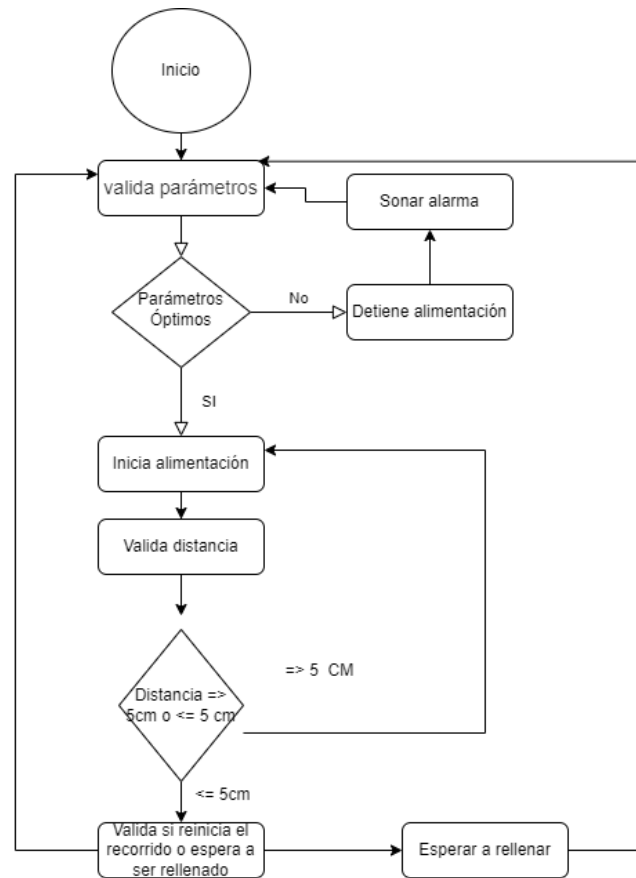 Inicio
valida parámetros
Sonar alarma
Parámetros
Óptimos
No
Detiene alimentación
SI
Inicia alimentación
Valida distancia
=> 5 CM
Distancia =>
5cm o <= 5 cm
<= 5cm
Valida si reinicia el
recorrido o espera a
ser rellenado
Esperar a rellenar